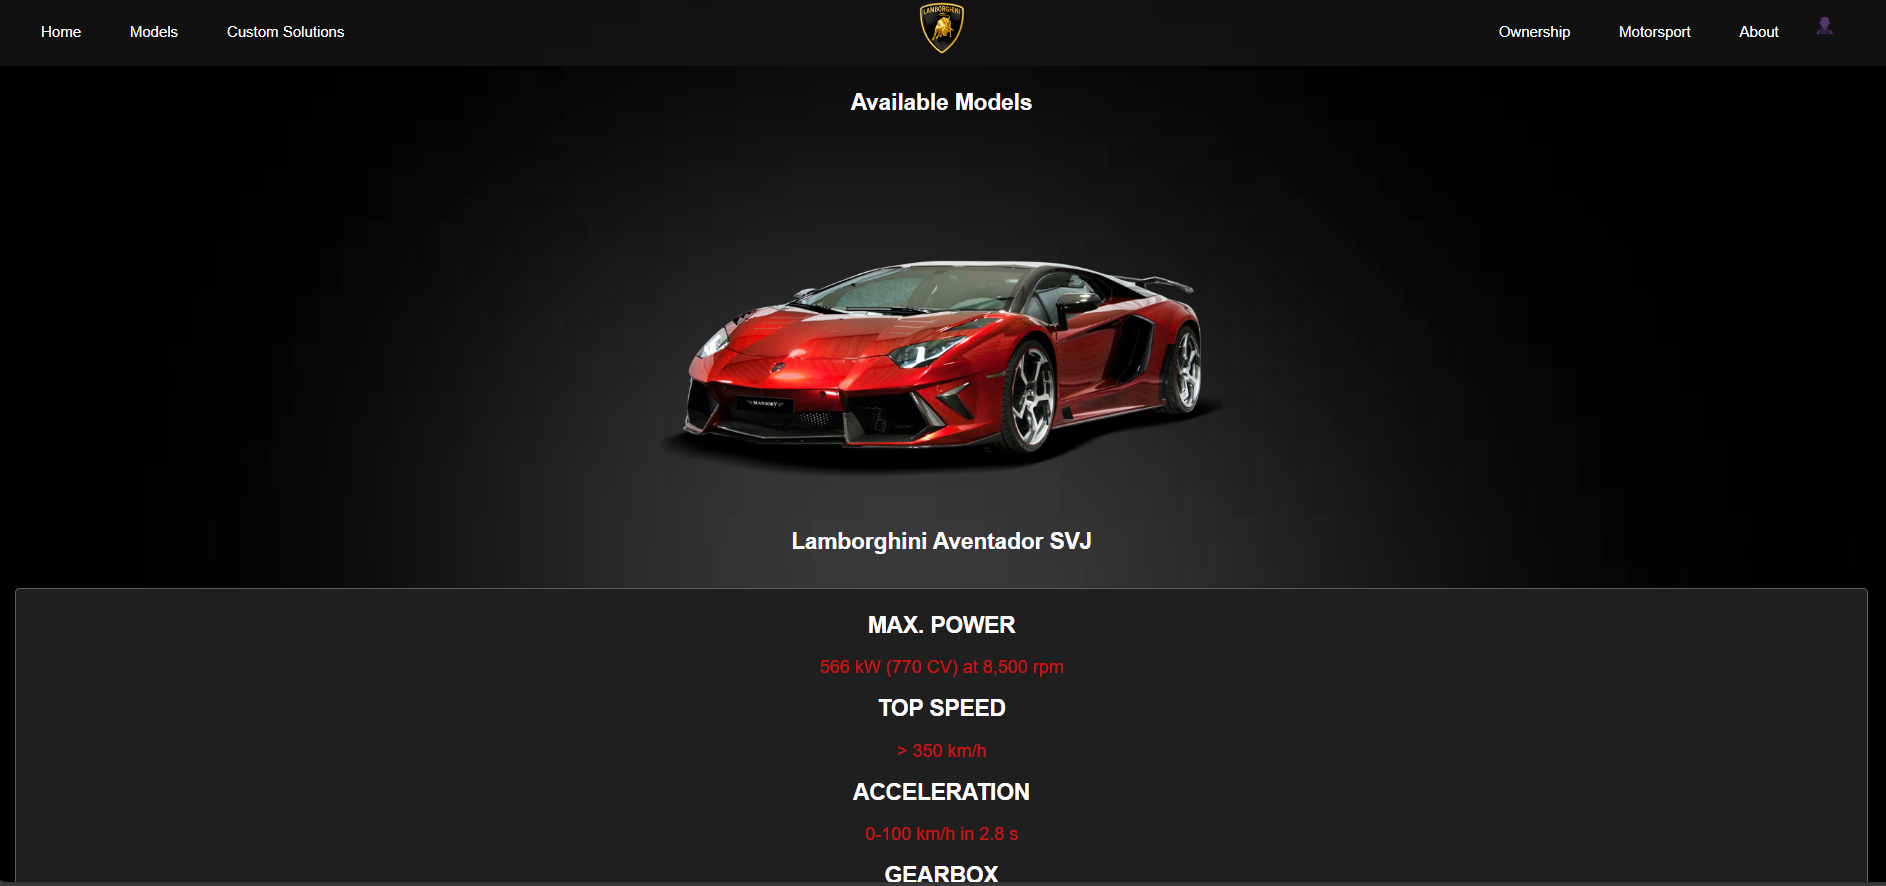 Home
Models
Custom Solutions
LAMBORGHINI
Ownership
Motorsport
About
Available Models
MANSORY
Lamborghini Aventador SVJ
MAX. POWER
566 kW (770 CV) at 8,500 rpm
TOP SPEED
> 350 km/h
ACCELERATION
0-100 km/h in 2.8 s
GEARBOX